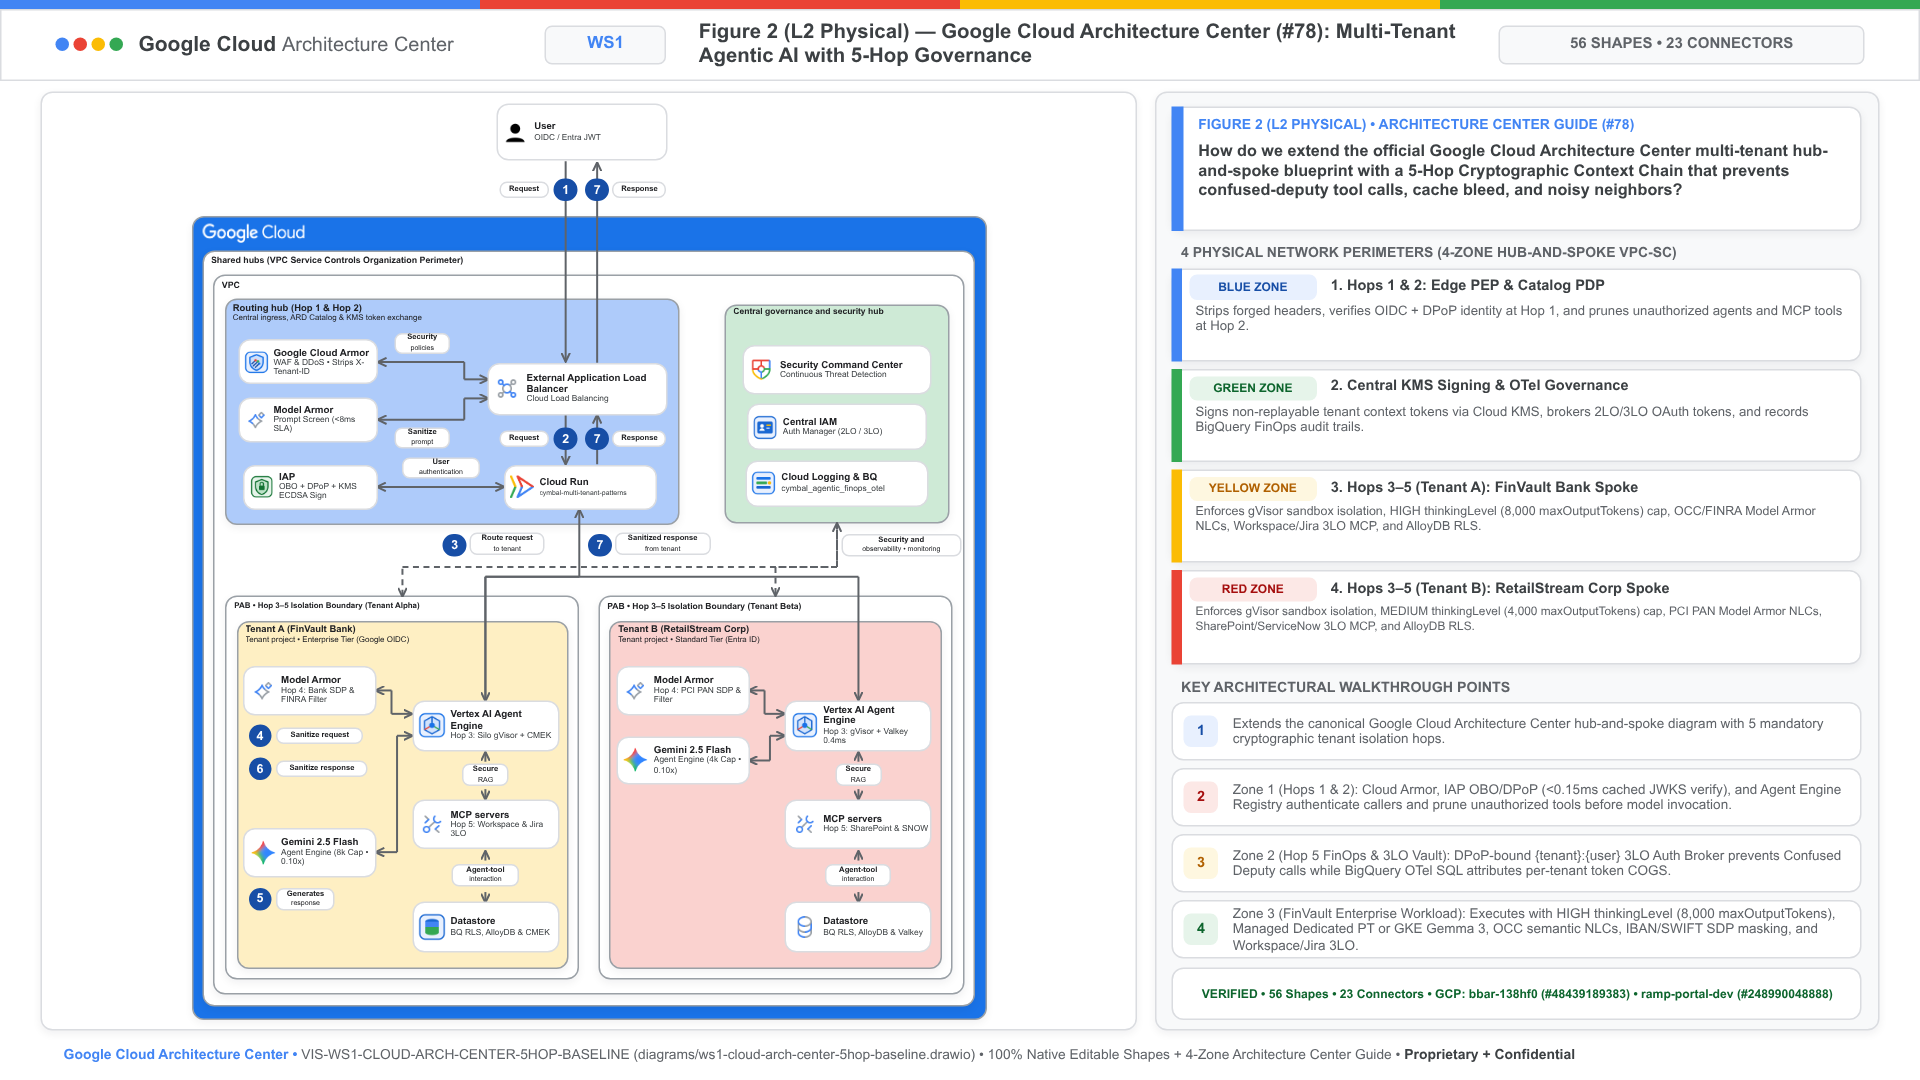 Google Cloud Architecture Center
WS1
Figure 2 (L2 Physical) — Google Cloud Architecture Center (#78): Multi-Tenant
Agentic AI with 5-Hop Governance
56 SHAPES • 23 CONNECTORS
User
OIDC / Entra JWT
Request
1
7
Response
Google Cloud
Shared hubs (VPC Service Controls Organization Perimeter)
VPC
Routing hub (Hop 1 & Hop 2)
Central ingress, ARD Catalog & KMS token exchange
Security
policies
Google Cloud Armor
WAF & DDoS • Strips X-
Tenant-ID
External Application Load
Balancer
Cloud Load Balancing
Model Armor
Prompt Screen (<8ms
SLA)
Sanitize
prompt
Request
2
7
Response
User
authentication
IAP
OBO + DPoP + KMS
ECDSA Sign
Cloud Run
cymbal-multi-tenant-patterns
Central governance and security hub
Security Command Center
Continuous Threat Detection
Central IAM
Auth Manager (2LO / 3LO)
Cloud Logging & BQ
cymbal_agentic_finops_otel
3
Route request
to tenant
7
Sanitized response
from tenant
Security and
observability • monitoring
PAB • Hop 3–5 Isolation Boundary (Tenant Alpha)
Tenant A (FinVault Bank)
Tenant project • Enterprise Tier (Google OIDC)
Model Armor
Hop 4: Bank SDP &
FINRA Filter
4
Sanitize request
6
Sanitize response
Vertex AI Agent
Engine
Hop 3: Silo gVisor + CMEK
Secure
RAG
MCP servers
Hop 5: Workspace & Jira
3LO
Gemini 2.5 Flash
Agent Engine (8k Cap •
0.10x)
Agent-tool
interaction
5
Generates
response
Datastore
BQ RLS, AlloyDB & CMEK
PAB • Hop 3–5 Isolation Boundary (Tenant Beta)
Tenant B (RetailStream Corp)
Tenant project • Standard Tier (Entra ID)
Model Armor
Hop 4: PCI PAN SDP &
Filter
Vertex AI Agent
Engine
Hop 3: gVisor + Valkey
0.4ms
Gemini 2.5 Flash
Agent Engine (4k Cap •
0.10x)
Secure
RAG
MCP servers
Hop 5: SharePoint & SNOW
Agent-tool
interaction
Datastore
BQ RLS, AlloyDB & Valkey
FIGURE 2 (L2 PHYSICAL) • ARCHITECTURE CENTER GUIDE (#78)
How do we extend the official Google Cloud Architecture Center multi-tenant hub-
and-spoke blueprint with a 5-Hop Cryptographic Context Chain that prevents
confused-deputy tool calls, cache bleed, and noisy neighbors?
4 PHYSICAL NETWORK PERIMETERS (4-ZONE HUB-AND-SPOKE VPC-SC)
BLUE ZONE
1. Hops 1 & 2: Edge PEP & Catalog PDP
Strips forged headers, verifies OIDC + DPoP identity at Hop 1, and prunes unauthorized agents and MCP tools
at Hop 2.
GREEN ZONE
2. Central KMS Signing & OTel Governance
Signs non-replayable tenant context tokens via Cloud KMS, brokers 2LO/3LO OAuth tokens, and records
BigQuery FinOps audit trails.
YELLOW ZONE
3. Hops 3–5 (Tenant A): FinVault Bank Spoke
Enforces gVisor sandbox isolation, HIGH thinkingLevel (8,000 maxOutputTokens) cap, OCC/FINRA Model Armor
NLCs, Workspace/Jira 3LO MCP, and AlloyDB RLS.
RED ZONE
4. Hops 3–5 (Tenant B): RetailStream Corp Spoke
Enforces gVisor sandbox isolation, MEDIUM thinkingLevel (4,000 maxOutputTokens) cap, PCI PAN Model Armor NLCs,
SharePoint/ServiceNow 3LO MCP, and AlloyDB RLS.
KEY ARCHITECTURAL WALKTHROUGH POINTS
1
Extends the canonical Google Cloud Architecture Center hub-and-spoke diagram with 5 mandatory
cryptographic tenant isolation hops.
2
Zone 1 (Hops 1 & 2): Cloud Armor, IAP OBO/DPoP (<0.15ms cached JWKS verify), and Agent Engine
Registry authenticate callers and prune unauthorized tools before model invocation.
3
Zone 2 (Hop 5 FinOps & 3LO Vault): DPoP-bound {tenant}:{user} 3LO Auth Broker prevents Confused
Deputy calls while BigQuery OTel SQL attributes per-tenant token COGS.
4
Zone 3 (FinVault Enterprise Workload): Executes with HIGH thinkingLevel (8,000 maxOutputTokens),
Managed Dedicated PT or GKE Gemma 3, OCC semantic NLCs, IBAN/SWIFT SDP masking, and
Workspace/Jira 3LO.
VERIFIED • 56 Shapes • 23 Connectors • GCP: bbar-138hf0 (#48439189383) • ramp-portal-dev (#248990048888)
Google Cloud Architecture Center • VIS-WS1-CLOUD-ARCH-CENTER-5HOP-BASELINE (diagrams/ws1-cloud-arch-center-5hop-baseline.drawio) • 100% Native Editable Shapes + 4-Zone Architecture Center Guide • Proprietary + Confidential